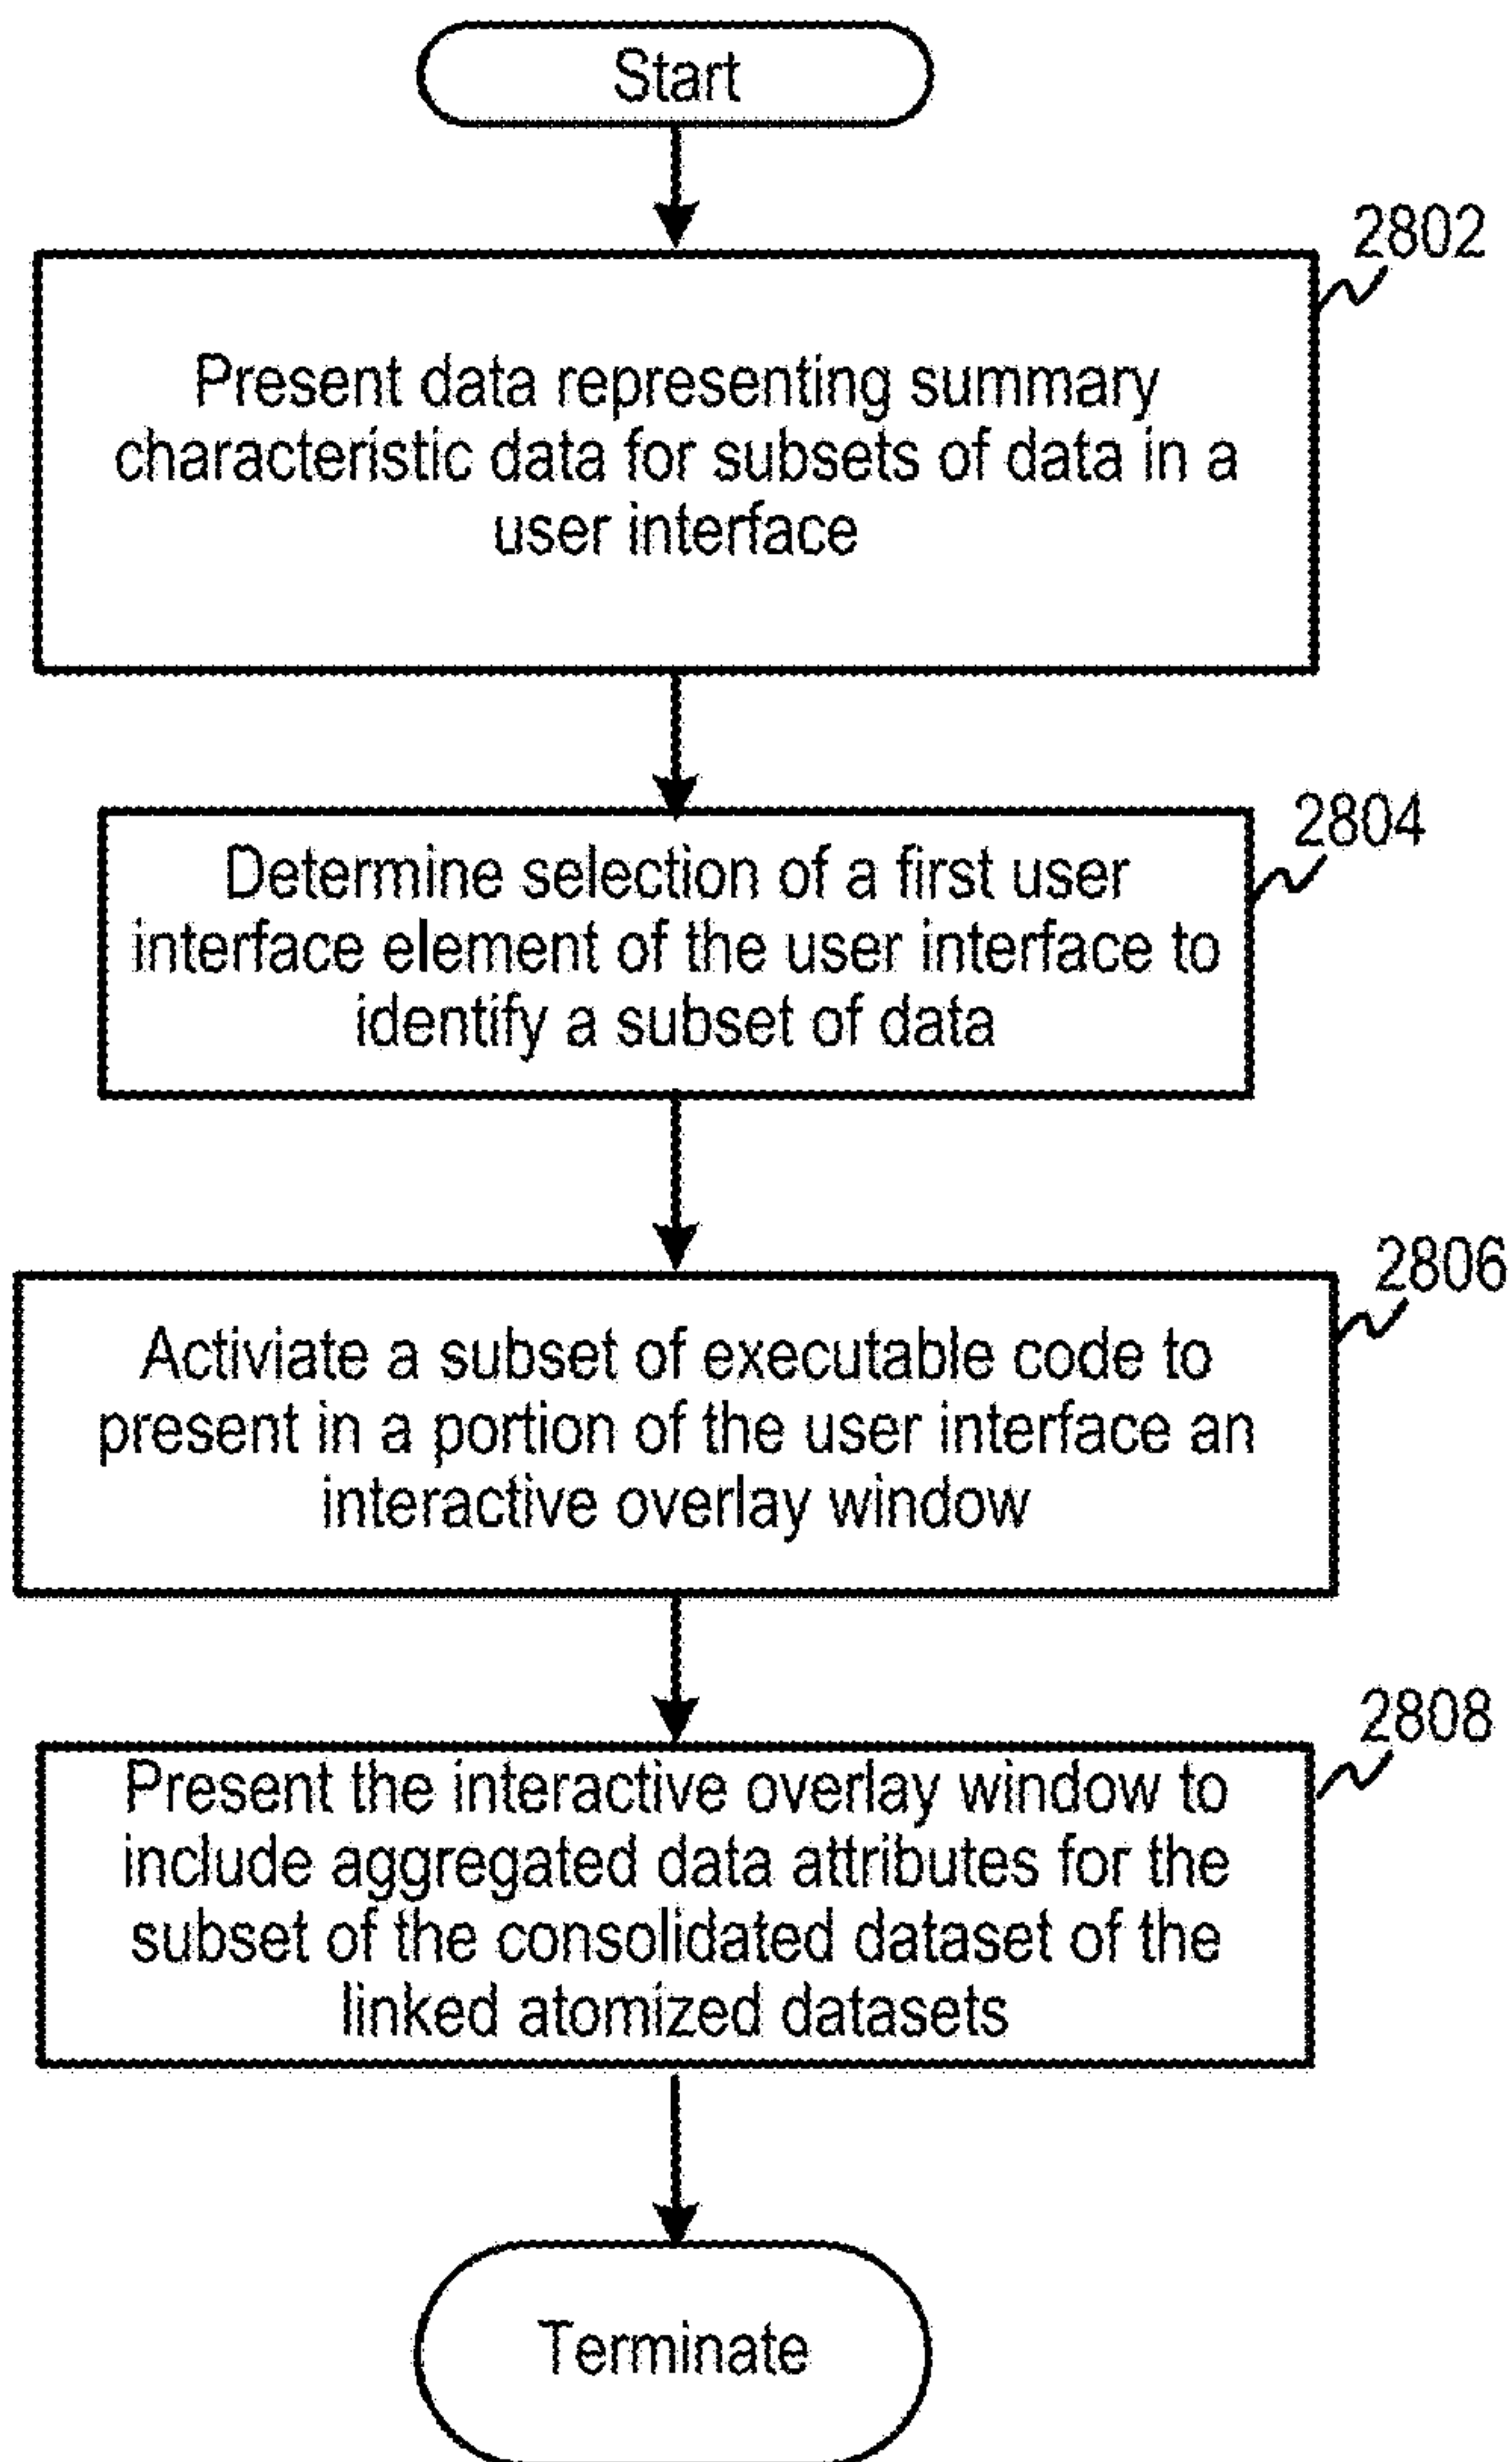 Start
2802
Present data representing summary
characteristic data for subsets of data in a
user interface
2804
Determine selection of a first user
interface element of the user interface to
identify a subset of data
2806
Activiate a subset of executable code to
present in a portion of the user interface an
interactive overlay window
2808
Present the interactive overlay window to
include aggregated data attributes for the
subset of the consolidated dataset of the
linked atomized datasets
Terminate